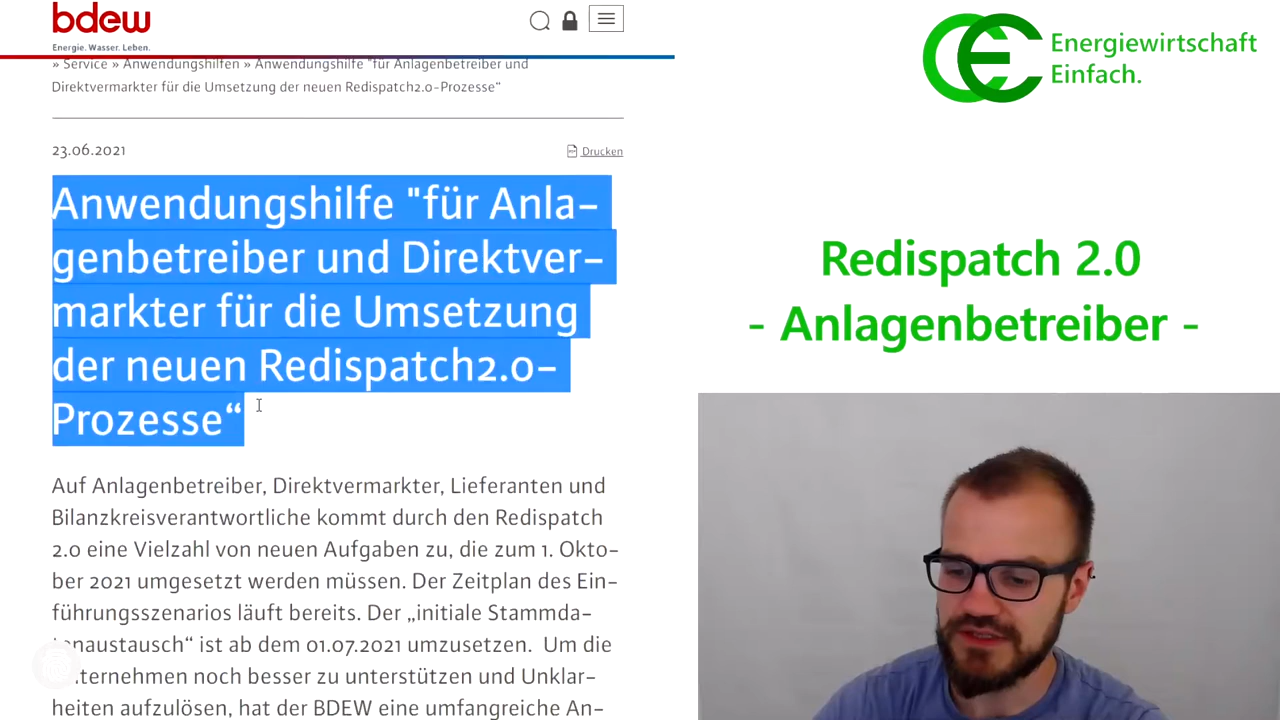 bdew
Energie. Wasser. Leben.
» Service » Anwendungshilfen » Anwendungshilfe "für Anlagenbetreiber und
Direktvermarkter für die Umsetzung der neuen Redispatch2.0-Prozesse“
23.06.2021
Drucken
Anwendungshilfe "für Anla-
genbetreiber und Direktver-
markter für die Umsetzung
der neuen Redispatch2.0-
Prozesse“
Auf Anlagenbetreiber, Direktvermarkter, Lieferanten und
Bilanzkreisverantwortliche kommt durch den Redispatch
2.0 eine Vielzahl von neuen Aufgaben zu, die zum 1. Okto-
ber 2021 umgesetzt werden müssen. Der Zeitplan des Ein-
führungsszenarios läuft bereits. Der „initiale Stammda-
tenaustausch“ ist ab dem 01.07.2021 umzusetzen. Um die
Unternehmen noch besser zu unterstützen und Unklar-
heiten aufzulösen, hat der BDEW eine umfangreiche An-
Energiewirtschaft
Einfach.
Redispatch 2.0
- Anlagenbetreiber -